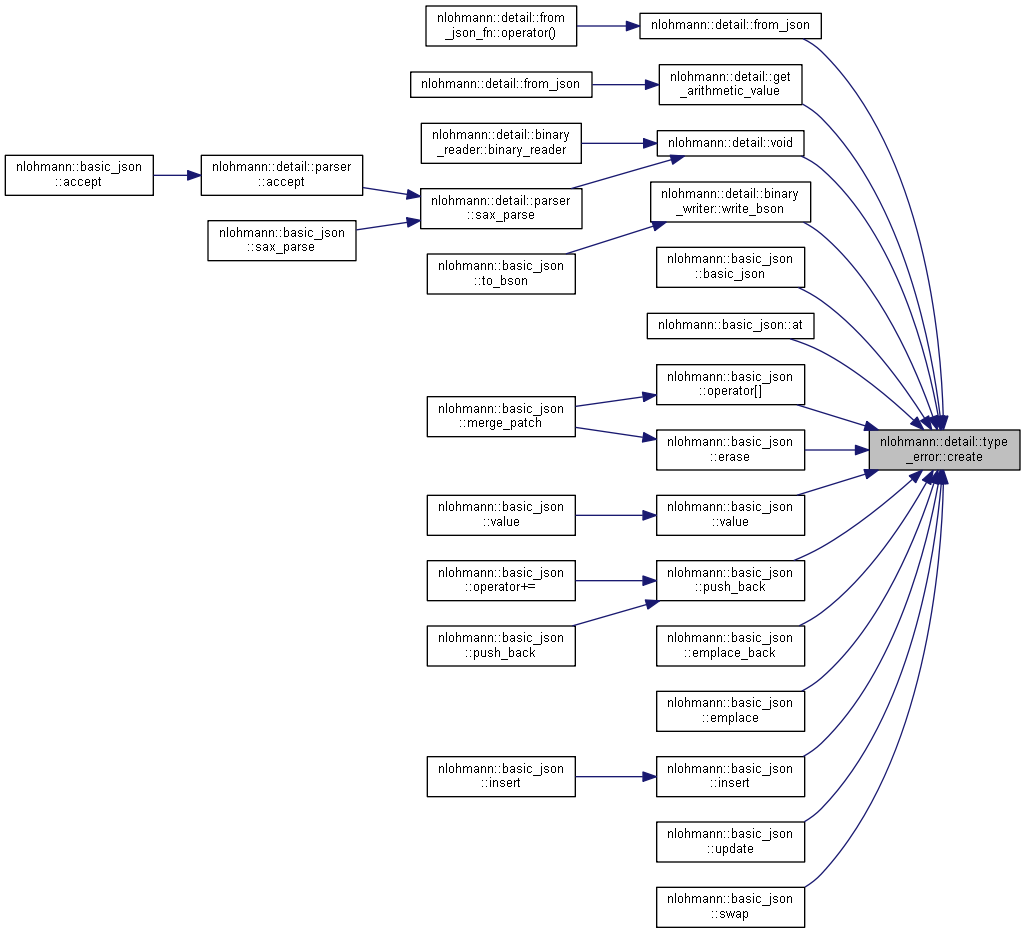 nlohmann::detail::from
_json_fn::operator()
nlohmann::detail::from_json
nlohmann::detail::from_json
nlohmann::detail::get
_arithmetic_value
nlohmann::detail::binary
_reader::binary_reader
nlohmann::detail::void
nlohmann::basic_json
::accept
nlohmann::detail::parser
::accept
nlohmann::detail::parser
::sax_parse
nlohmann::detail::binary
_writer::write_bson
nlohmann::basic_json
::sax_parse
nlohmann::basic_json
::to_bson
nlohmann::basic_json
::basic_json
nlohmann::basic_json::at
nlohmann::basic_json
::operator[]
nlohmann::basic_json
::merge_patch
nlohmann::basic_json
::erase
nlohmann::detail::type
_error::create
nlohmann::basic_json
::value
nlohmann::basic_json
::value
nlohmann::basic_json
::operator+=
nlohmann::basic_json
::push_back
nlohmann::basic_json
::push_back
nlohmann::basic_json
::emplace_back
nlohmann::basic_json
::emplace
nlohmann::basic_json
::insert
nlohmann::basic_json
::insert
nlohmann::basic_json
::update
nlohmann::basic_json
::swap